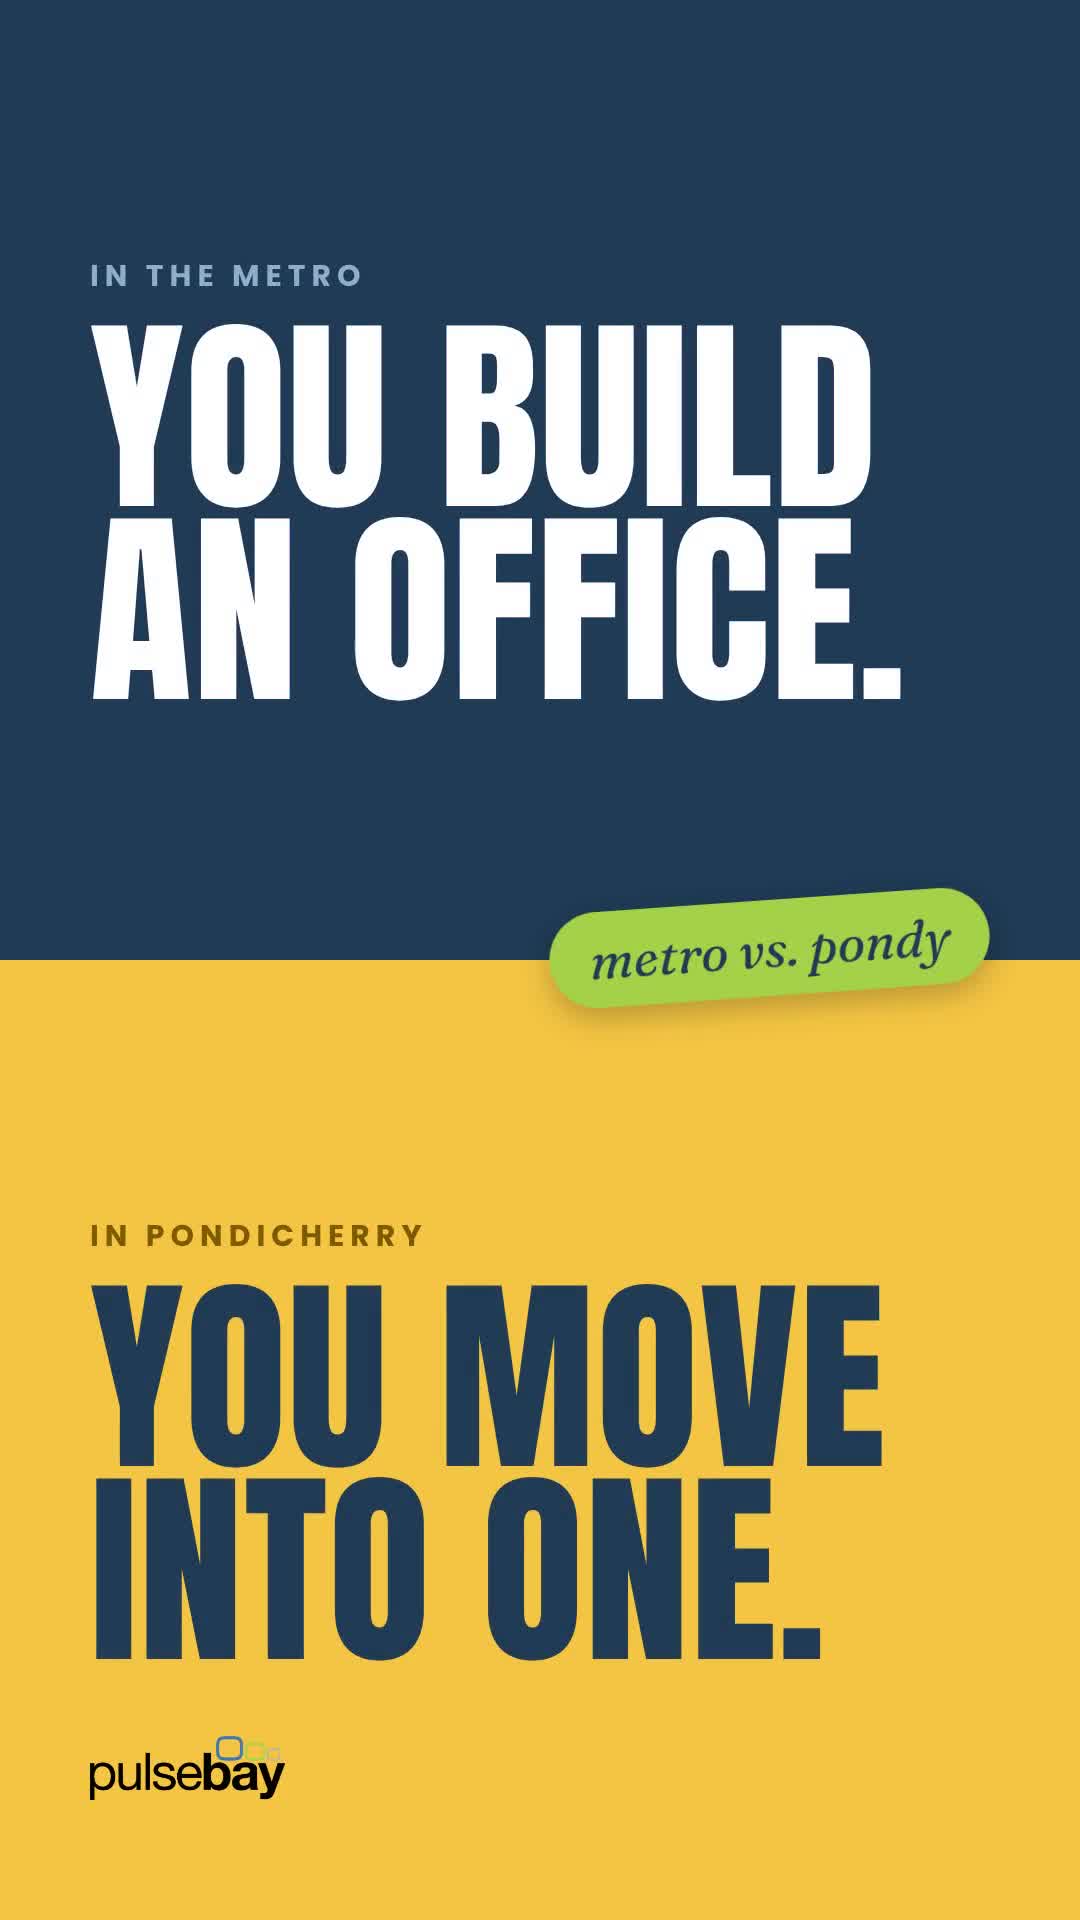 IN THE METRO
YOU BUILD
AN OFFICE.
metro vs. pondy
IN PONDICHERRY
YOU MOVE
INTO ONE.
pulsebay